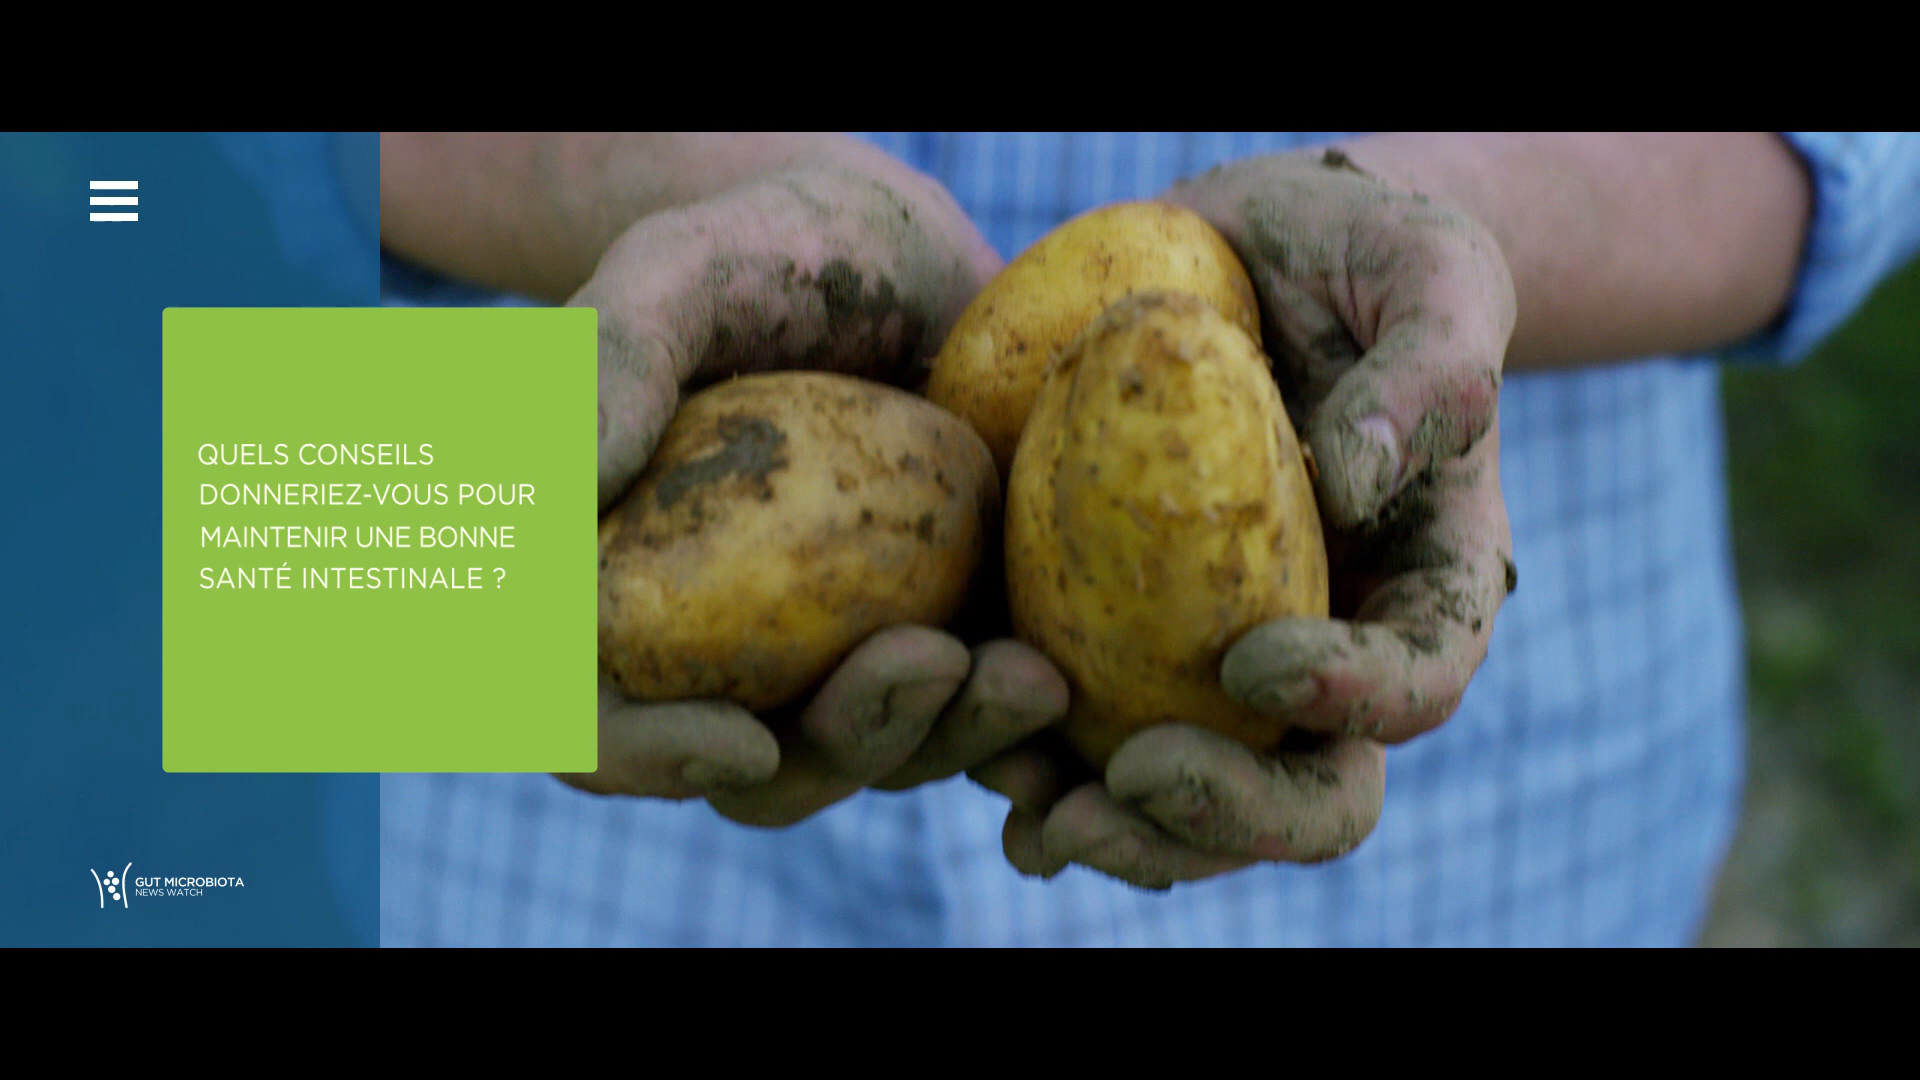 QUELS CONSEILS
DONNERIEZ-VOUS POUR
MAINTENIR UNE BONNE
SANTÉ INTESTINALE ?
GUT MICROBIOTA
NEWS WATCH